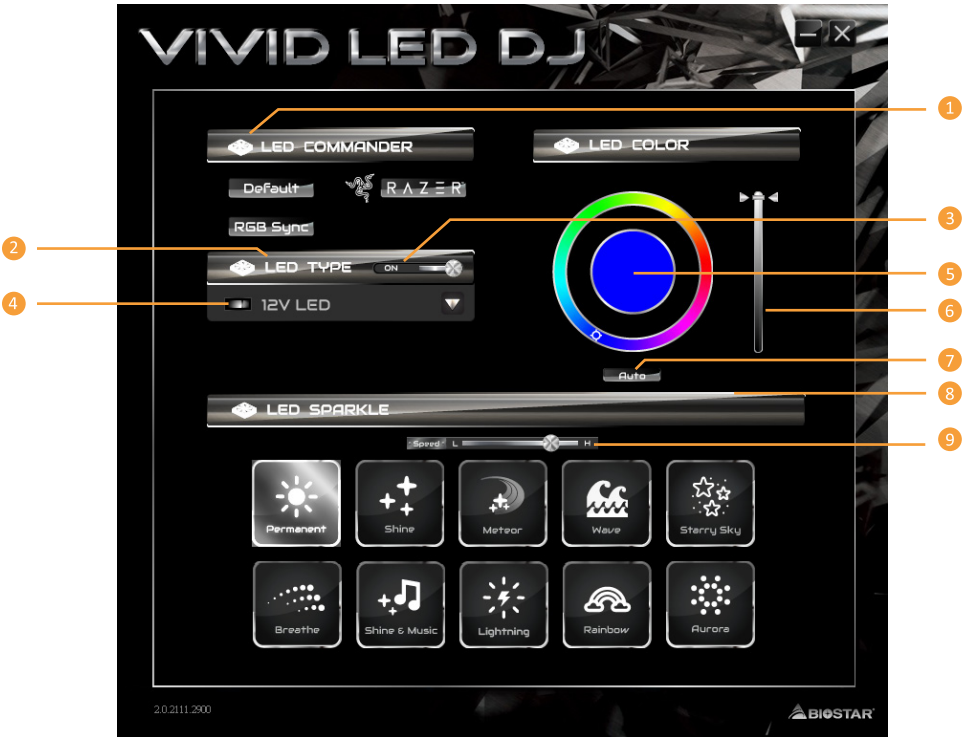 VIVID LED DJ
1
LED COMMANDER
LED COLOR
Default
RAZER
RGB Sync
3
2
LED TYPE
ON
5
4
12V LED
6
7
Auto
8
LED SPARKLE
9
Speed
L
H
Permanent
Shine
Meteor
Wave
Starry Sky
Breathe
Shine & Music
Lightning
Rainbow
Aurora
2.0.2111.2900
BIOSTAR